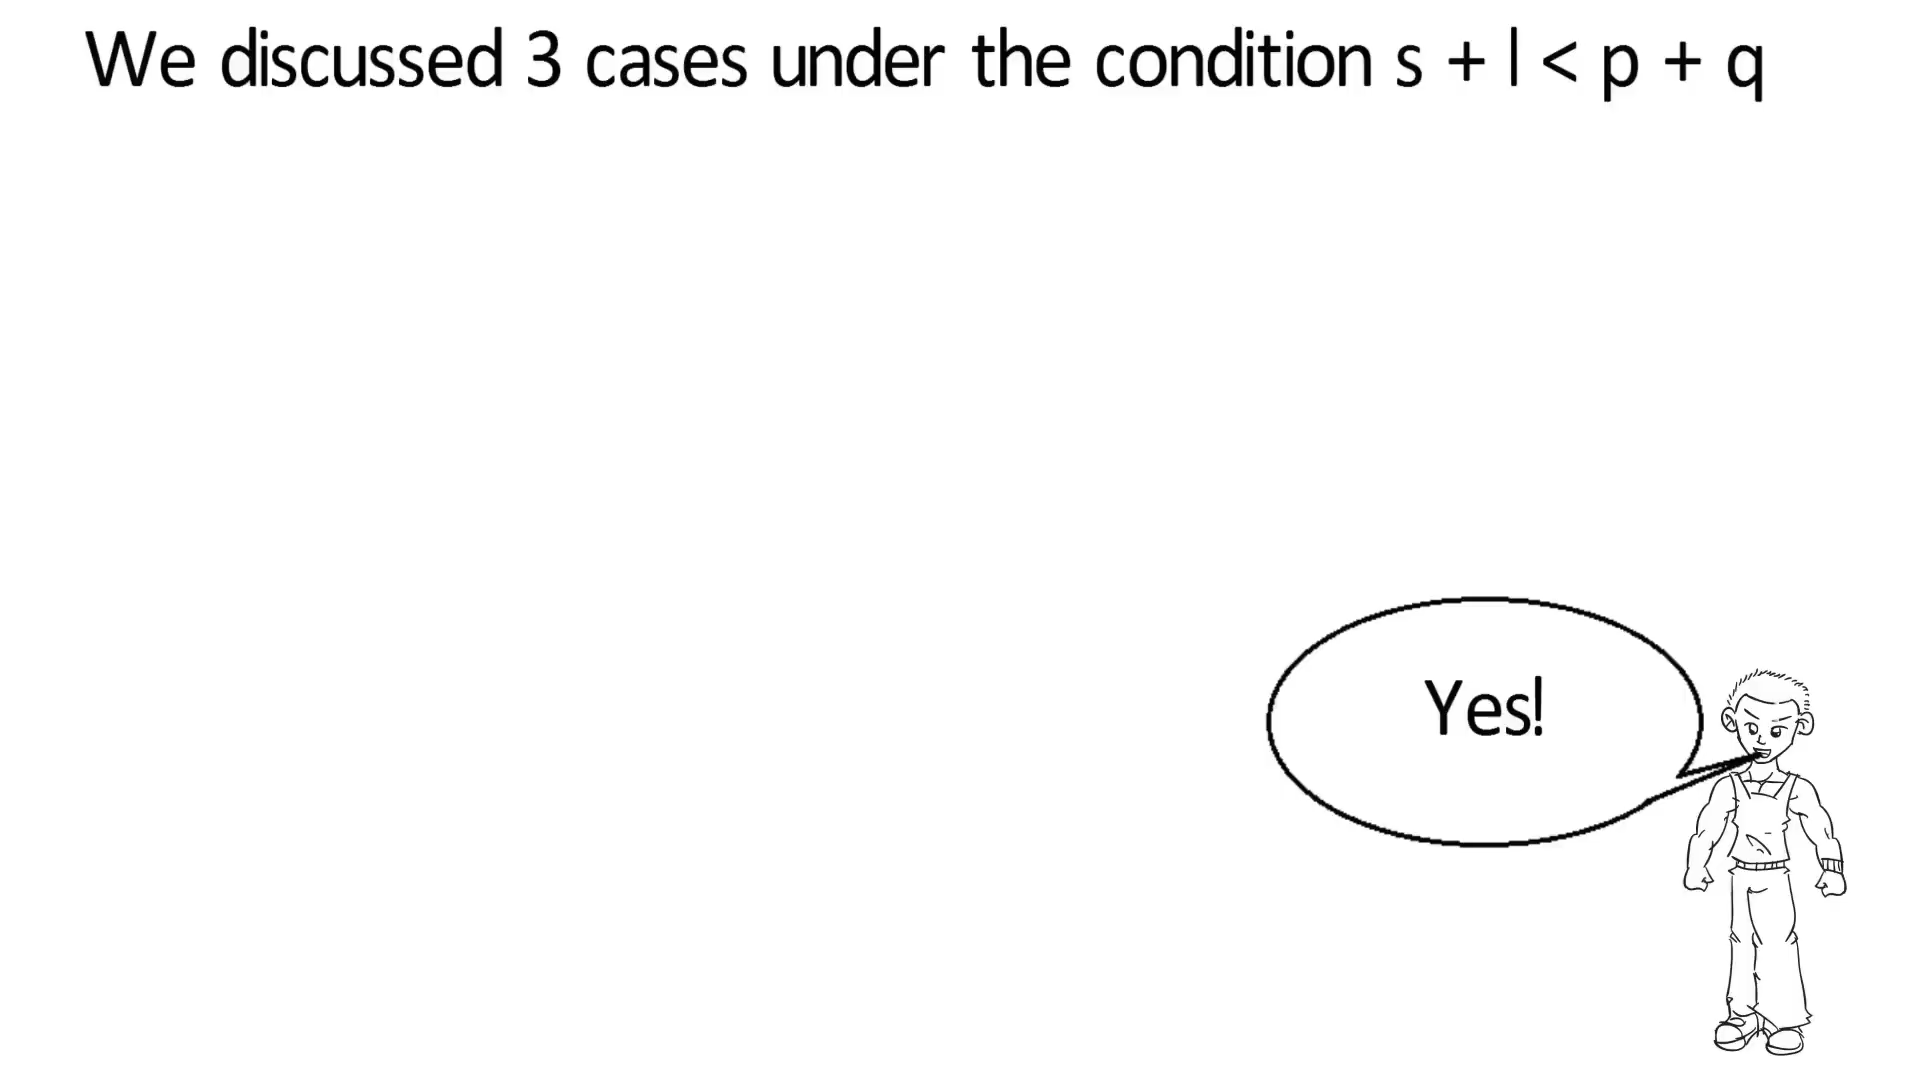 We discussed 3 cases under the condition s + l < p + q
Yes!